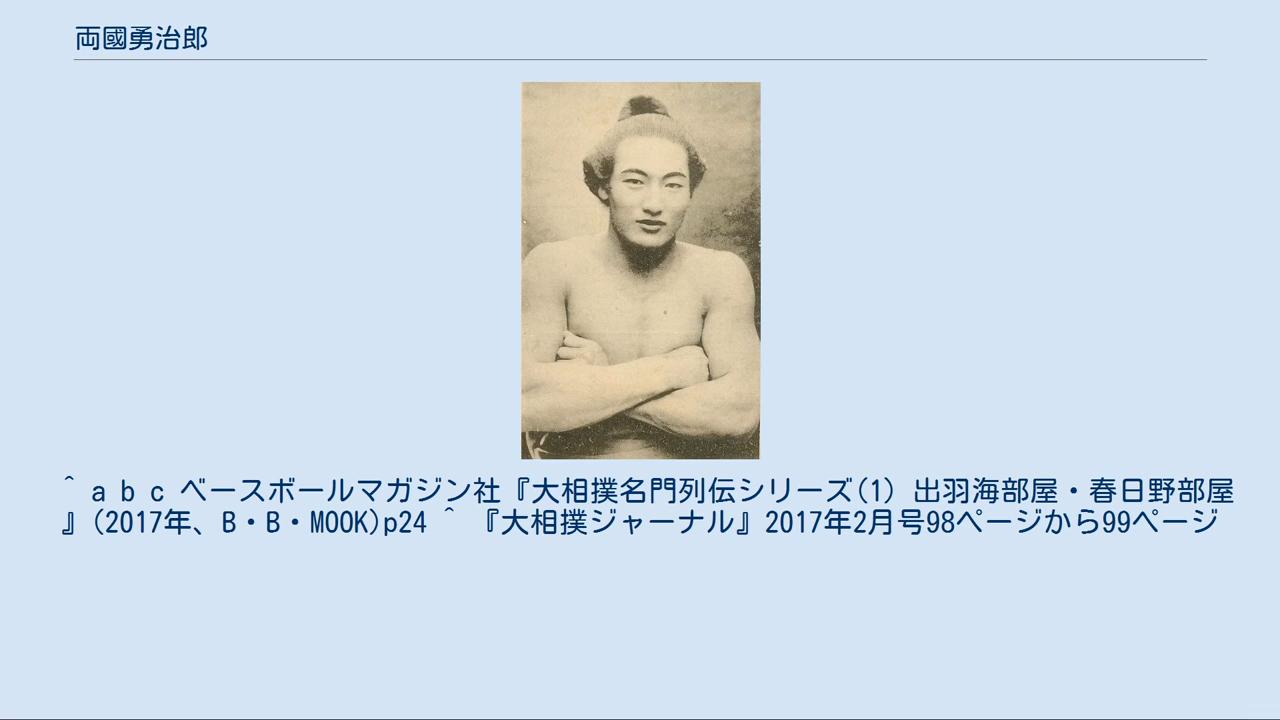 両國勇治郎
^ a b c ベースボールマガジン社『大相撲名門列伝シリーズ(1) 出羽海部屋・春日野部屋
』(2017年、B・B・MOOK)p24 ^ 『大相撲ジャーナル』2017年2月号98ページから99ページ